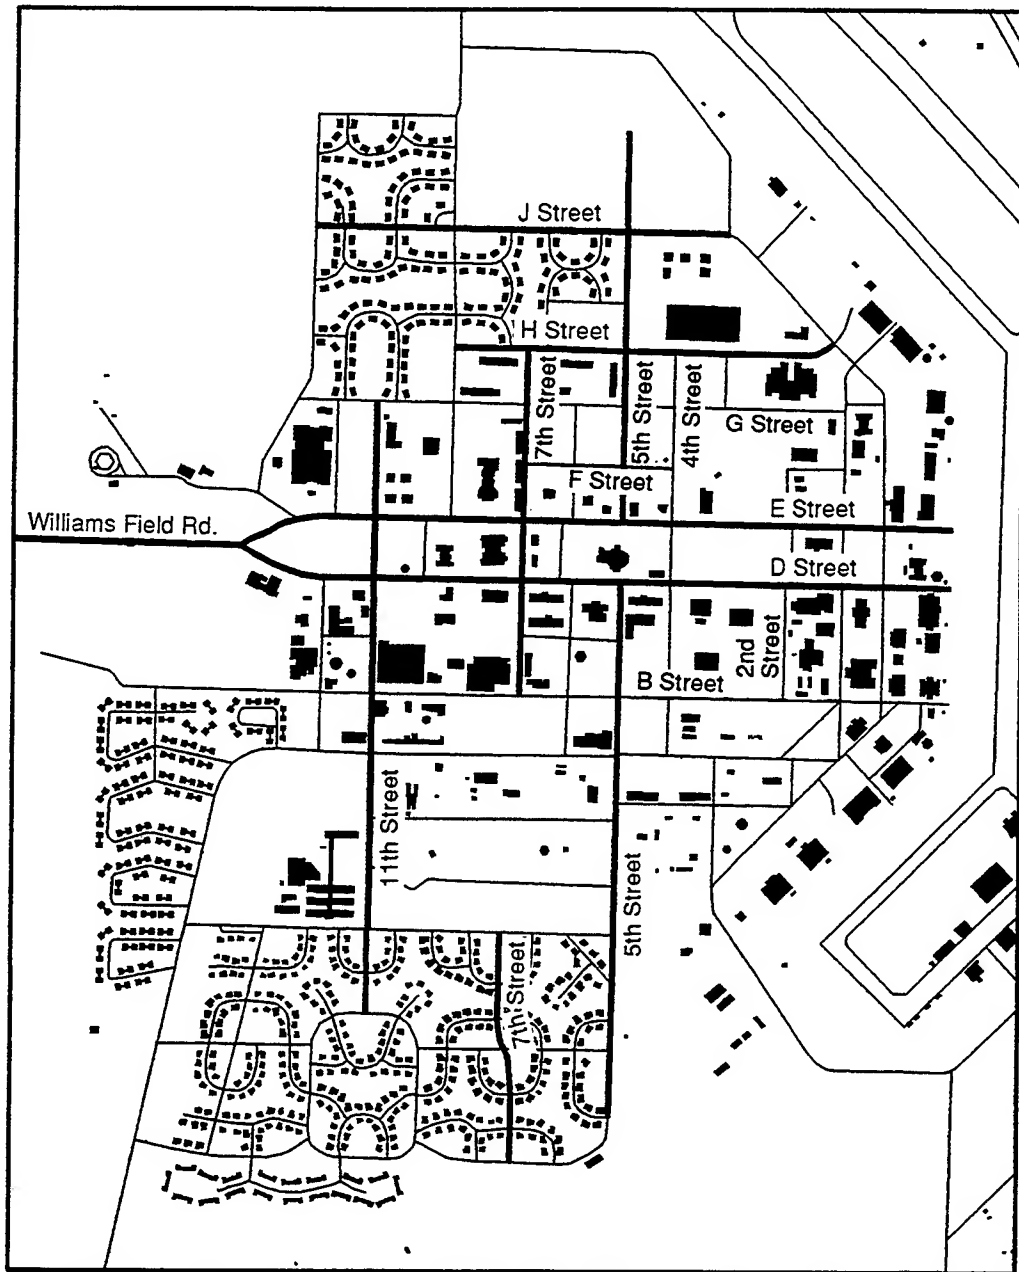 J Street
H Street
7th Street
5th Street
4th Street
G Street
F Street
E Street
Williams Field Rd.
D Street
2nd
Street
B Street
11th Street
5th Street
7th Street